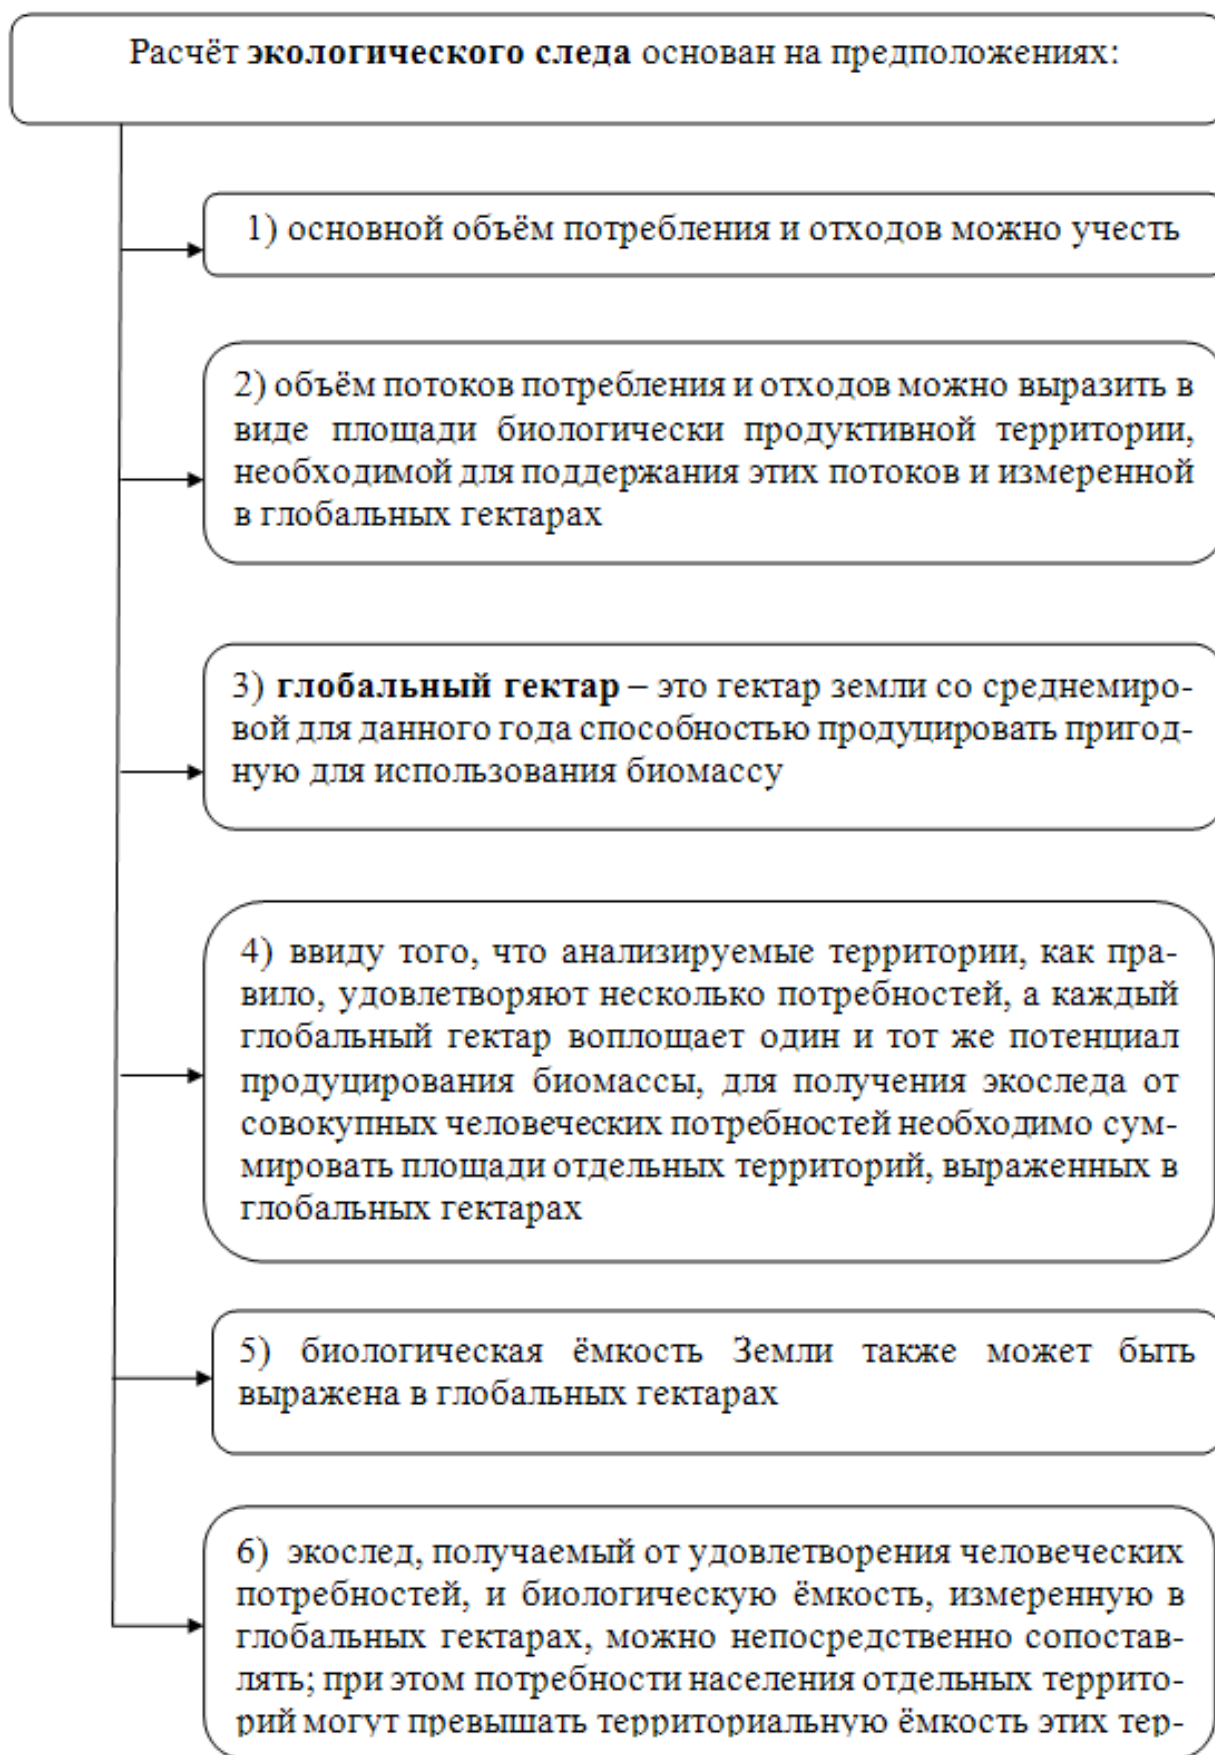 Расчёт экологического следа основан на предположениях:
1) основной объём потребления и отходов можно учесть
2) объём потоков потребления и отходов можно выразить в
виде площади биологически продуктивной территории,
необходимой для поддержания этих потоков и измеренной
в глобальных гектарах
3) глобальный гектар – это гектар земли со среднемиро-
вой для данного года способностью продуцировать пригод-
ную для использования биомассу
4) ввиду того, что анализируемые территории, как пра-
вило, удовлетворяют несколько потребностей, а каждый
глобальный гектар воплощает один и тот же потенциал
продуцирования биомассы, для получения экоследа от
совокупных человеческих потребностей необходимо сум-
мировать площади отдельных территорий, выраженных в
глобальных гектарах
5) биологическая ёмкость Земли также может быть
выражена в глобальных гектарах
6) экослед, получаемый от удовлетворения человеческих
потребностей, и биологическую ёмкость, измеренную в
глобальных гектарах, можно непосредственно сопостав-
лять; при этом потребности населения отдельных террито-
рий могут превышать территориальную ёмкость этих тер-